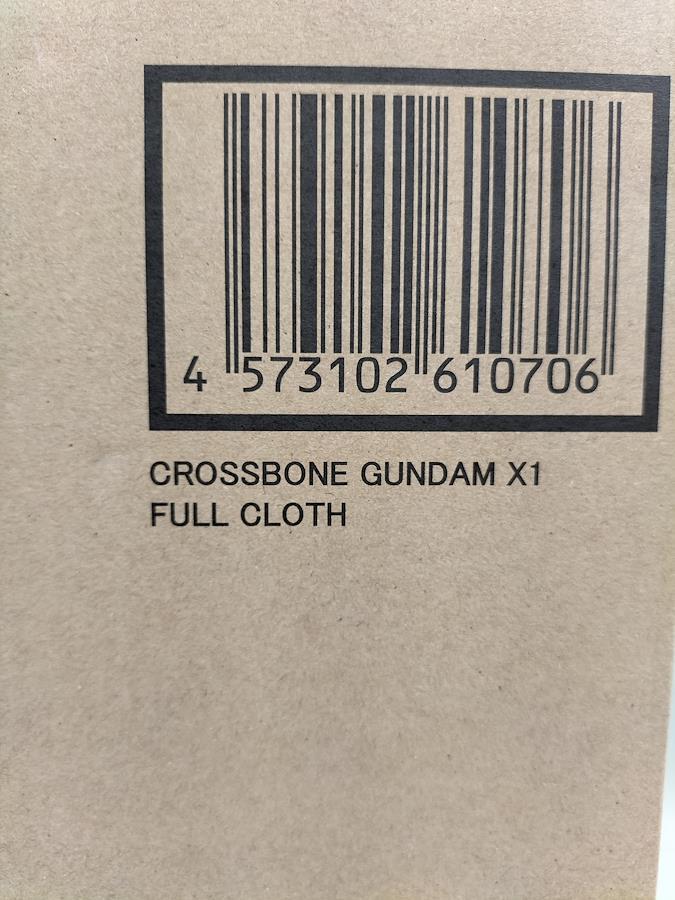 4 573102 610706
CROSSBONE GUNDAM X1
FULL CLOTH